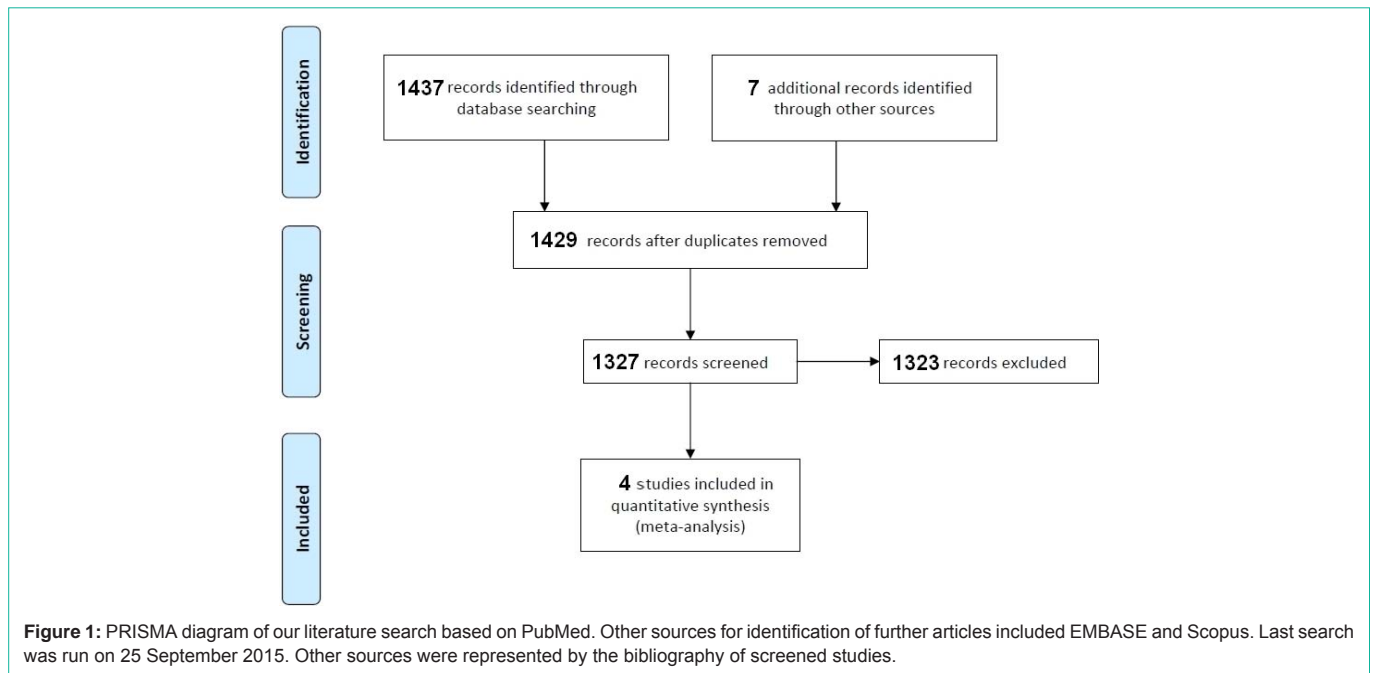 Identification
1437 records identified through
database searching
7 additional records identified
through other sources
Screening
1429 records after duplicates removed
1327 records screened
1323 records excluded
Included
4 studies included in
quantitative synthesis
(meta-analysis)
Figure 1: PRISMA diagram of our literature search based on PubMed. Other sources for identification of further articles included EMBASE and Scopus. Last search
was run on 25 September 2015. Other sources were represented by the bibliography of screened studies.